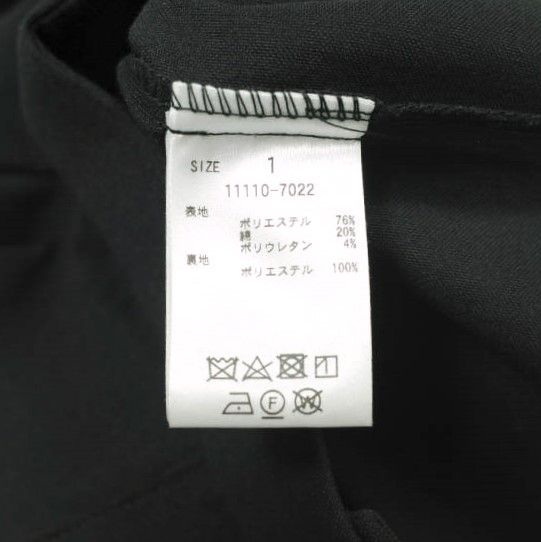 SIZE 1
11110-7022
表地
ポリエステル 76%
綿 20%
ポリウレタン 4%
裏地
ポリエステル 100%
F W